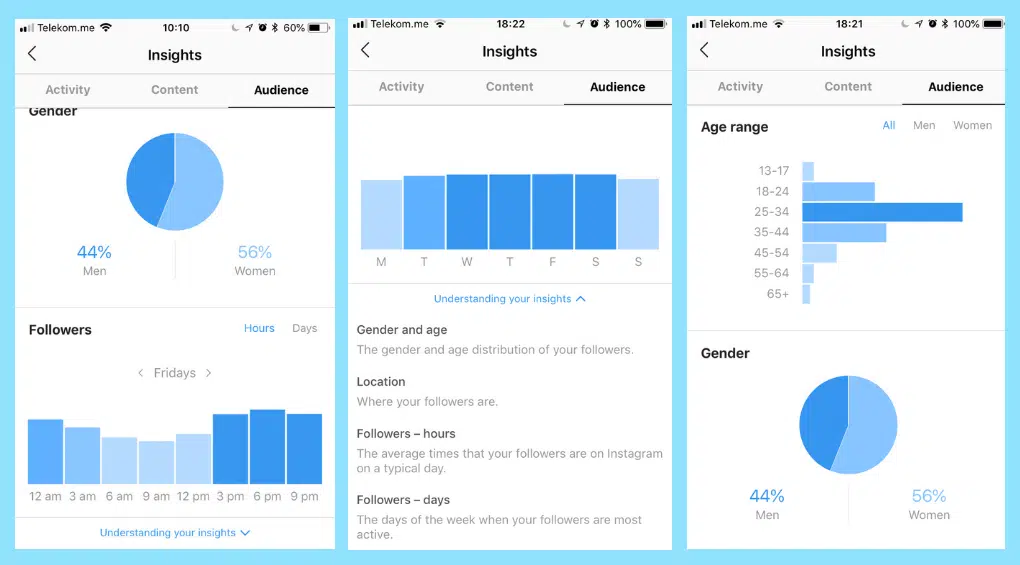 Telekom.me 10:10 60%
Insights
Activity Content Audience
Gender
44% 56%
Men Women
Followers Hours Days
Fridays
12 am 3 am 6 am 9 am 12 pm 3 pm 6 pm 9 pm
Understanding your insights
Telekom.me 18:22 100%
Insights
Activity Content Audience
M T W T F S S
Understanding your insights
Gender and age
The gender and age distribution of your followers.
Location
Where your followers are.
Followers – hours
The average times that your followers are on Instagram
on a typical day.
Followers – days
The days of the week when your followers are most
active.
Telekom.me 18:21 100%
Insights
Activity Content Audience
Age range All Men Women
13-17
18-24
25-34
35-44
45-54
55-64
65+
Gender
44% 56%
Men Women